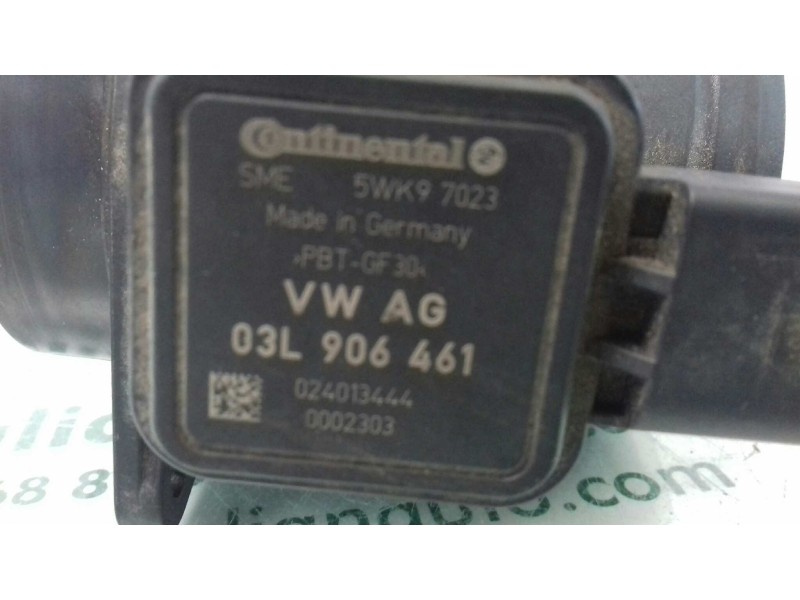 Continental
SME 5WK9 7023
Made in Germany
>PBT-GF30<
VW AG
03L 906 461
024013444
0002303